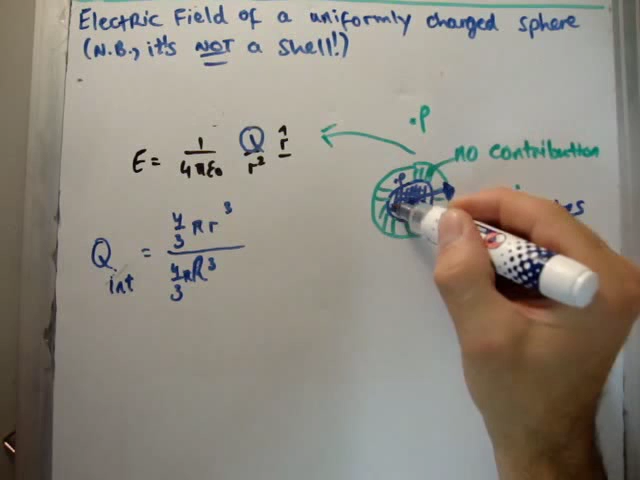 Electric Field of a uniformly charged sphere
(N.B., it's NOT a shell!)
.P
no contribution
E = 1/4πε₀ Q/r² r̂
.P
Q int = 4/3 π r³ / 4/3 π R³